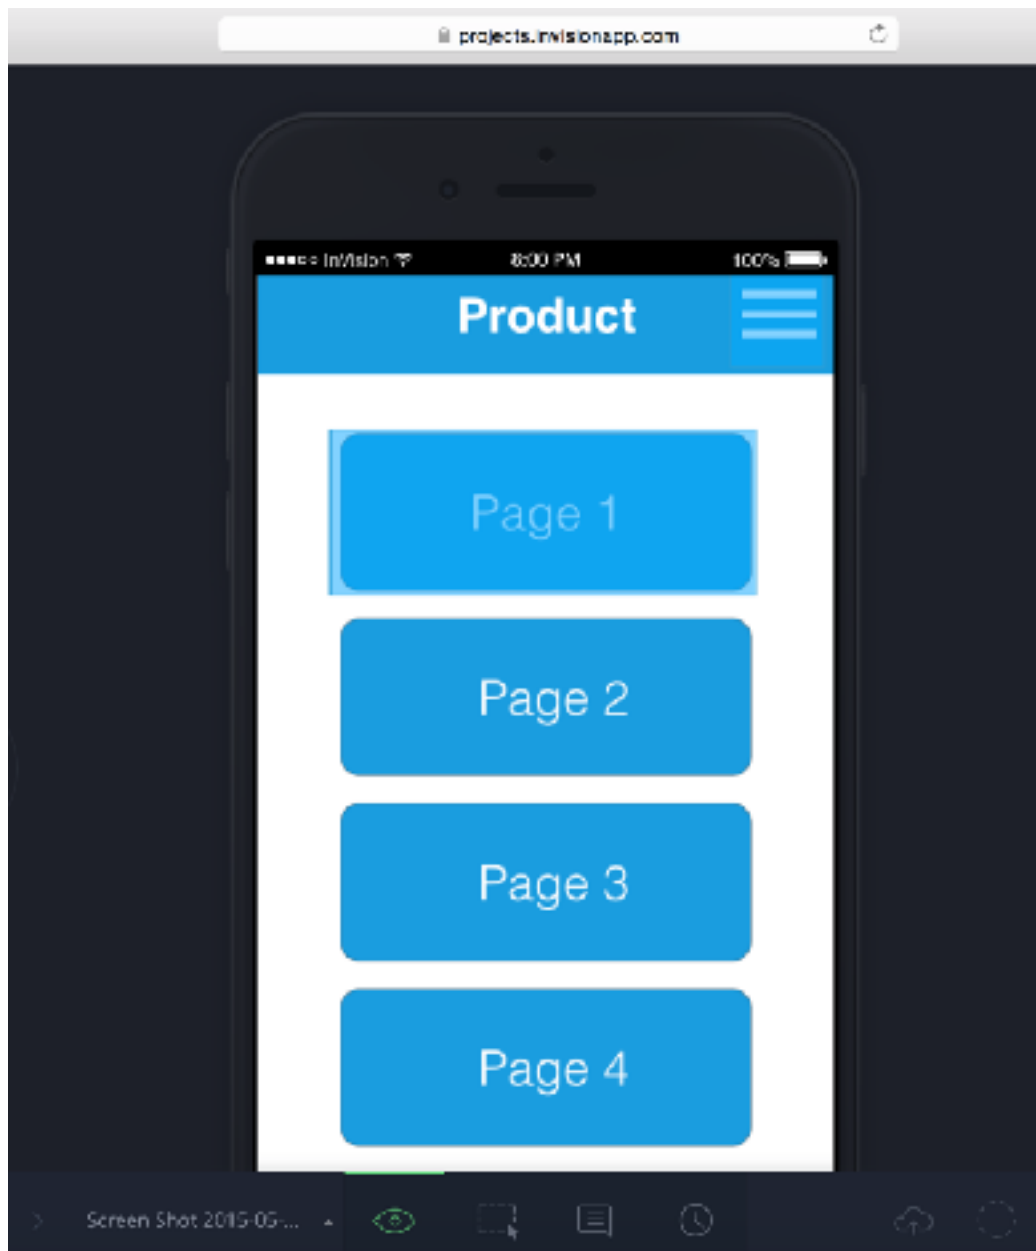 projects.invisionapp.com
InVision 8:00 PM 100%
Product
Page 1
Page 2
Page 3
Page 4
Screen Shot 2015-05-...